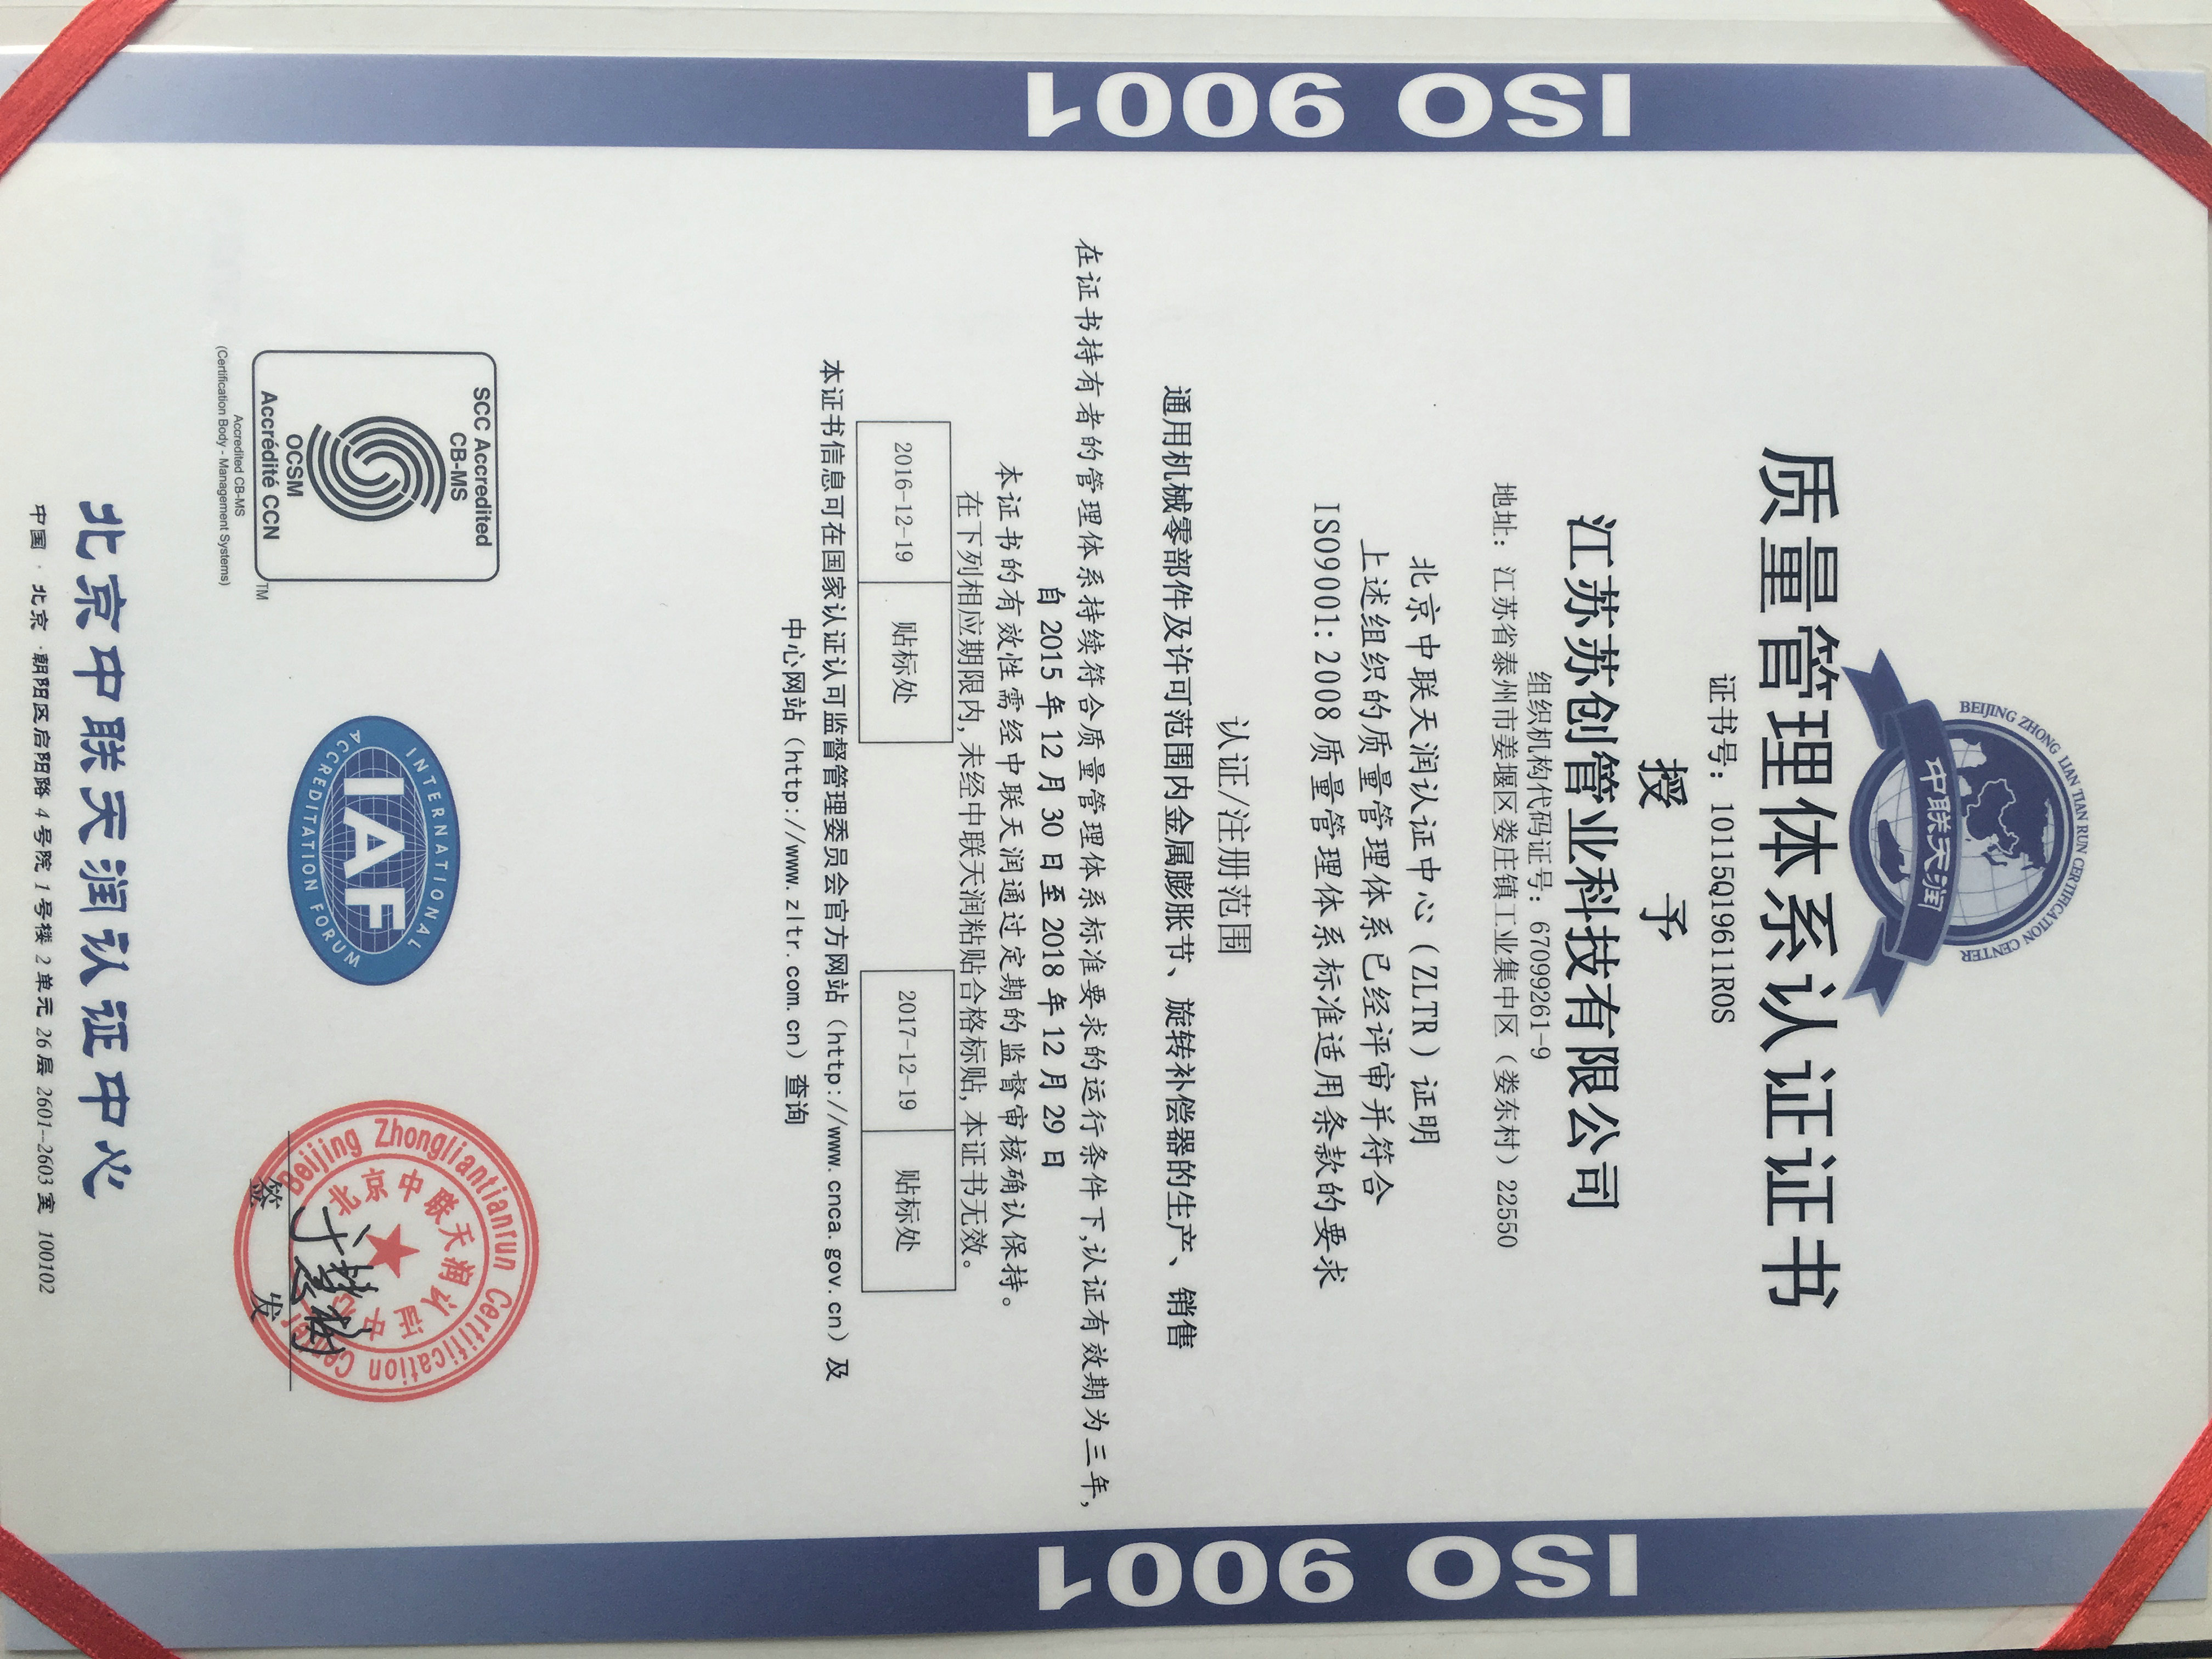 BEIJING ZHONG LIAN TIAN RUN CERTIFICATION CENTER
中联天润
质量管理体系认证证书
证书号：10115Q19611R0S
授 予
江苏苏创管业科技有限公司
组织机构代码证号：67099261-9
地址：江苏省泰州市姜堰区娄庄镇工业集中区（娄东村）22550
北京中联天润认证中心（ZLTR）证明
上述组织的质量管理体系已经评审并符合
ISO9001:2008 质量管理体系标准适用条款的要求
认证/注册范围
通用机械零部件及许可范围内金属膨胀节、旋转补偿器的生产、销售
在证书持有者的管理体系持续符合质量管理体系标准要求的运行条件下,认证有效期为三年,
自 2015 年 12 月 30 日至 2018 年 12 月 29 日
本证书的有效性需经中联天润通过定期的监督审核确认保持。
在下列相应期限内, 未经中联天润粘贴合格标贴, 本证书无效。
2016-12-19 贴标处
2017-12-19 贴标处
本证书信息可在国家认证认可监督管理委员会官方网站（http://www.cnca.gov.cn）及
中心网站（http://www.zltr.com.cn）查询
SCC Accredited
CB-MS
OCSM
Accrédité CCN
TM
Accredited CB-MS
(Certification Body - Management Systems)
INTERNATIONAL
IAF
ACCREDITATION FORUM
Beijing Zhongliantianrun Certification Center
北京中联天润认证中心
签 发
北京中联天润认证中心
中国 · 北京 · 朝阳区启阳路 4 号院 1 号楼 2 单元 26 层 2601--2603 室 100102
ISO 9001
ISO 9001